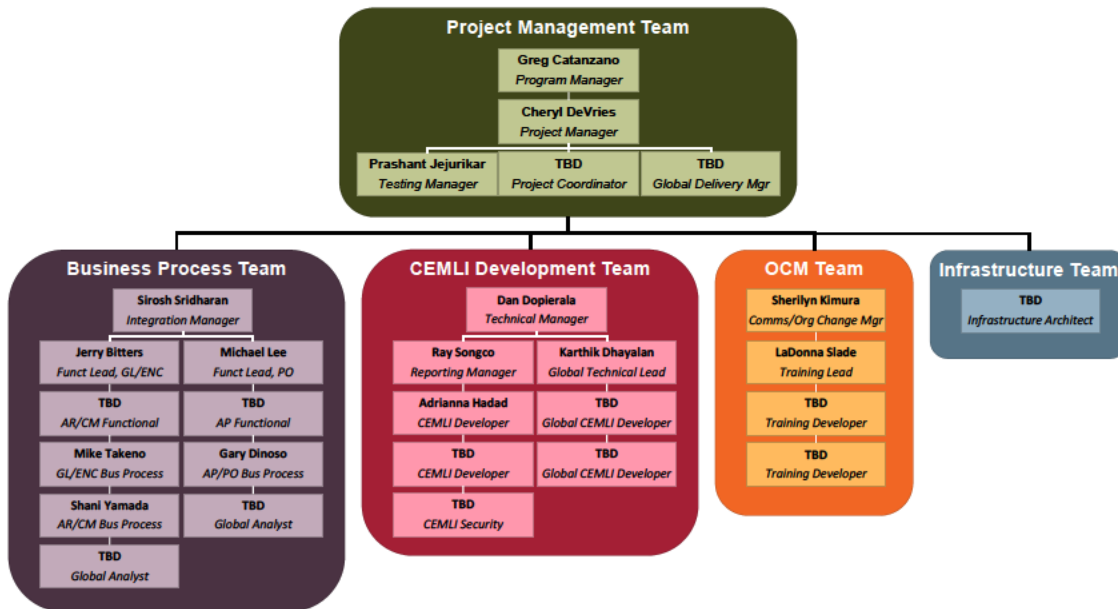 Project Management Team
Greg Catanzano
Program Manager
Cheryl DeVries
Project Manager
Prashant Jejurikar
Testing Manager
TBD
Project Coordinator
TBD
Global Delivery Mgr
Business Process Team
Sirosh Sridharan
Integration Manager
Jerry Bitters
Funct Lead, GL/ENC
TBD
AR/CM Functional
Mike Takeno
GL/ENC Bus Process
Shani Yamada
AR/CM Bus Process
TBD
Global Analyst
Michael Lee
Funct Lead, PO
TBD
AP Functional
Gary Dinoso
AP/PO Bus Process
TBD
Global Analyst
CEMLI Development Team
Dan Dopierala
Technical Manager
Ray Songco
Reporting Manager
Adrianna Hadad
CEMLI Developer
TBD
CEMLI Developer
TBD
CEMLI Security
Karthik Dhayalan
Global Technical Lead
TBD
Global CEMLI Developer
TBD
Global CEMLI Developer
OCM Team
Sherilyn Kimura
Comms/Org Change Mgr
LaDonna Slade
Training Lead
TBD
Training Developer
TBD
Training Developer
Infrastructure Team
TBD
Infrastructure Architect